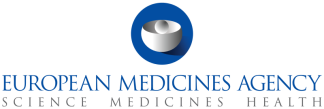 EUROPEAN MEDICINES AGENCY
SCIENCE MEDICINES HEALTH